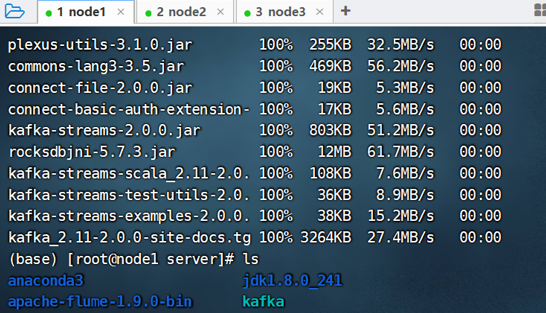 1 node1 × 2 node2 × 3 node3 × +
plexus-utils-3.1.0.jar 100% 255KB 32.5MB/s 00:00
commons-lang3-3.5.jar 100% 469KB 56.2MB/s 00:00
connect-file-2.0.0.jar 100% 19KB 5.3MB/s 00:00
connect-basic-auth-extension- 100% 17KB 5.6MB/s 00:00
kafka-streams-2.0.0.jar 100% 803KB 51.2MB/s 00:00
rocksdbjni-5.7.3.jar 100% 12MB 61.7MB/s 00:00
kafka-streams-scala_2.11-2.0. 100% 108KB 7.6MB/s 00:00
kafka-streams-test-utils-2.0. 100% 36KB 8.9MB/s 00:00
kafka-streams-examples-2.0.0. 100% 38KB 15.2MB/s 00:00
kafka_2.11-2.0.0-site-docs.tg 100% 3264KB 27.4MB/s 00:00
(base) [root@node1 server]# ls
anaconda3 jdk1.8.0_241
apache-flume-1.9.0-bin kafka